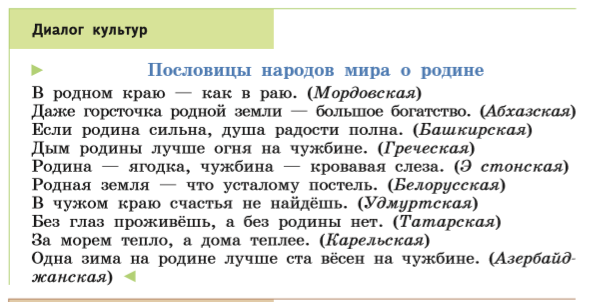 Диалог культур
Пословицы народов мира о родине
В родном краю — как в раю. (Мордовская)
Даже горсточка родной земли — большое богатство. (Абхазская)
Если родина сильна, душа радости полна. (Башкирская)
Дым родины лучше огня на чужбине. (Греческая)
Родина — ягодка, чужбина — кровавая слеза. (Э стонская)
Родная земля — что усталому постель. (Белорусская)
В чужом краю счастья не найдёшь. (Удмуртская)
Без глаз проживёшь, а без родины нет. (Татарская)
За морем тепло, а дома теплее. (Карельская)
Одна зима на родине лучше ста вёсен на чужбине. (Азербайд-
жанская)